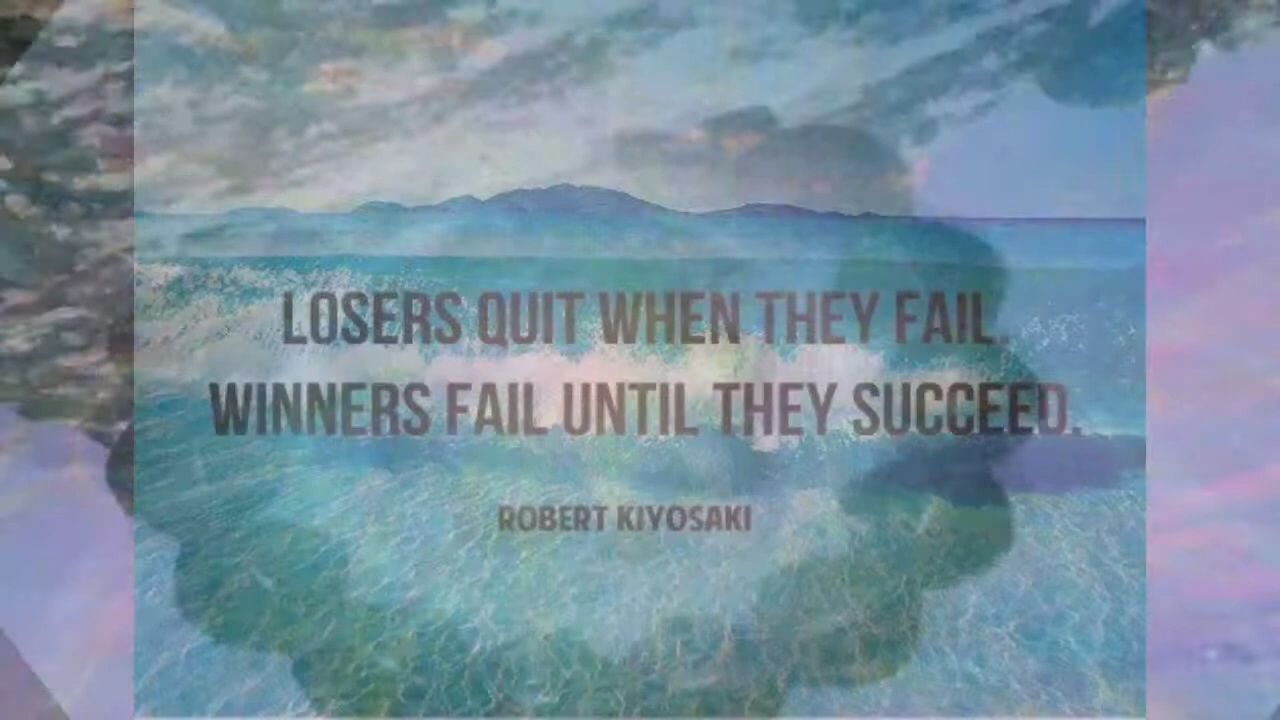 LOSERS QUIT WHEN THEY FAIL.
WINNERS FAIL UNTIL THEY SUCCEED.
ROBERT KIYOSAKI